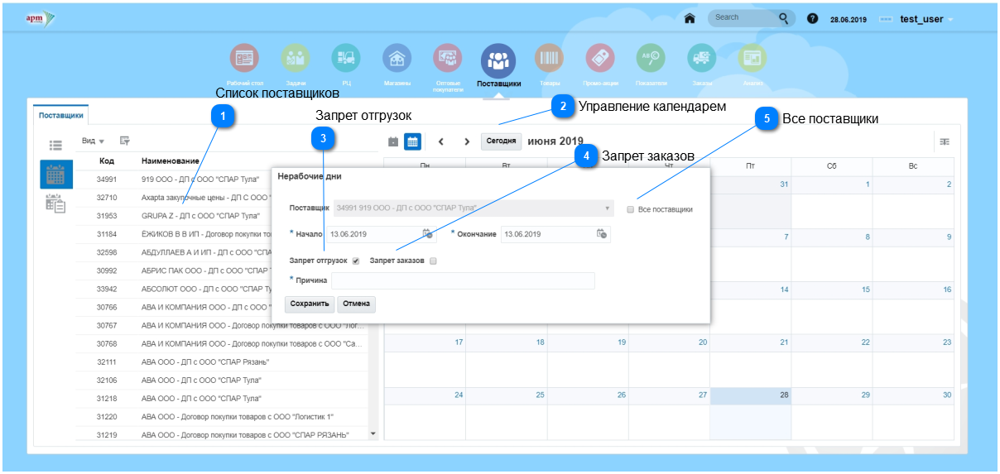 apm
Search
28.06.2019
test_user
Рабочий стол
Задачи
РЦ
Магазины
Оптовые
покупатели
Поставщики
Товары
Промо-акции
Показатели
Заказы
Анализ
Список поставщиков
1
Запрет отгрузок
3
2
Управление календарем
5
Все поставщики
4
Запрет заказов
Поставщики
Вид
Сегодня
июня 2019
Код Наименование
34991 919 ООО - ДП с ООО "СПАР Тула"
32710 Axapta закупочные цены - ДП С ООО "
31953 GRUPA Z - ДП с ООО "СПАР Тула"
31184 ЁЖИКОВ В В ИП - Договор покупки то
32598 АБДУЛЛАЕВ А И ИП - ДП с ООО "СПА
30992 АБРИС ПАК ООО - ДП с ООО "СПАР
33942 АБСОЛЮТ ООО - ДП с ООО "СПАР Ту
30766 АВА И КОМПАНИЯ ООО - ДП с ООО "
30767 АВА И КОМПАНИЯ ООО - Договор покупки товаров с ООО "Лог...
30768 АВА И КОМПАНИЯ ООО - Договор покупки товаров с ООО "Са...
32111 АВА ООО - ДП с ООО "СПАР Рязань"
32106 АВА ООО - ДП с ООО "СПАР Тула"
31218 АВА ООО - ДП с ООО "СПАР Тула"
31220 АВА ООО - Договор покупки товаров с ООО "Логистик 1"
31219 АВА ООО - Договор покупки товаров с ООО "СПАР РЯЗАНЬ"
Пн Вт Чт Пт Сб Вс
31 1 2
7 8 9
14 15 16
17 18 19 20 21 22 23
24 25 26 27 28 29 30
Нерабочие дни
Поставщик 34991 919 ООО - ДП с ООО "СПАР Тула"
Все поставщики
* Начало 13.06.2019 * Окончание 13.06.2019
Запрет отгрузок Запрет заказов
* Причина
Сохранить Отмена